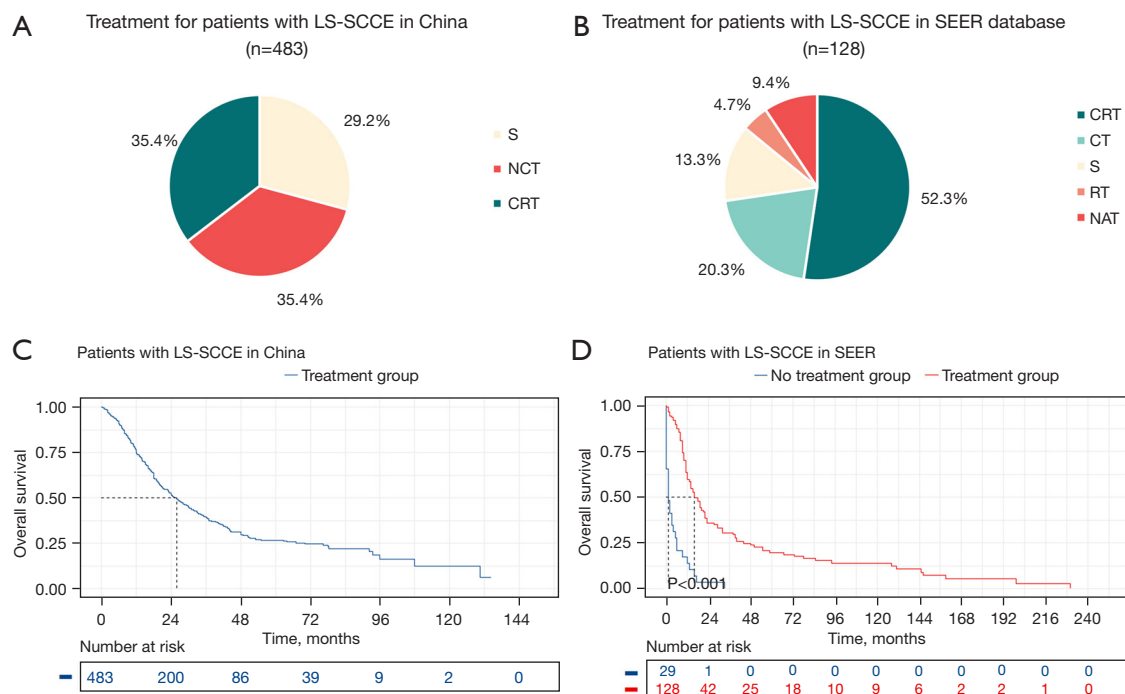 A
Treatment for patients with LS-SCCE in China
(n=483)
29.2%
35.4%
35.4%
S
NCT
CRT
B
Treatment for patients with LS-SCCE in SEER database
(n=128)
9.4%
4.7%
13.3%
20.3%
52.3%
CRT
CT
S
RT
NAT
C
Patients with LS-SCCE in China
Treatment group
Overall survival
1.00
0.75
0.50
0.25
0.00
0 24 48 72 96 120 144
Time, months
Number at risk
483 200 86 39 9 2 0
D
Patients with LS-SCCE in SEER
No treatment group Treatment group
Overall survival
1.00
0.75
0.50
0.25
0.00
P<0.001
0 24 48 72 96 120 144 168 192 216 240
Time, months
Number at risk
29 1 0 0 0 0 0 0 0 0 0
128 42 25 18 10 9 6 2 2 1 0